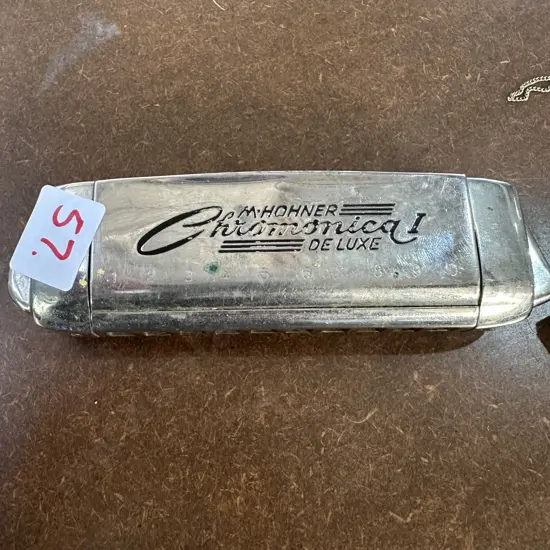 57.
M·HOHNER
Chromonica I
DE LUXE